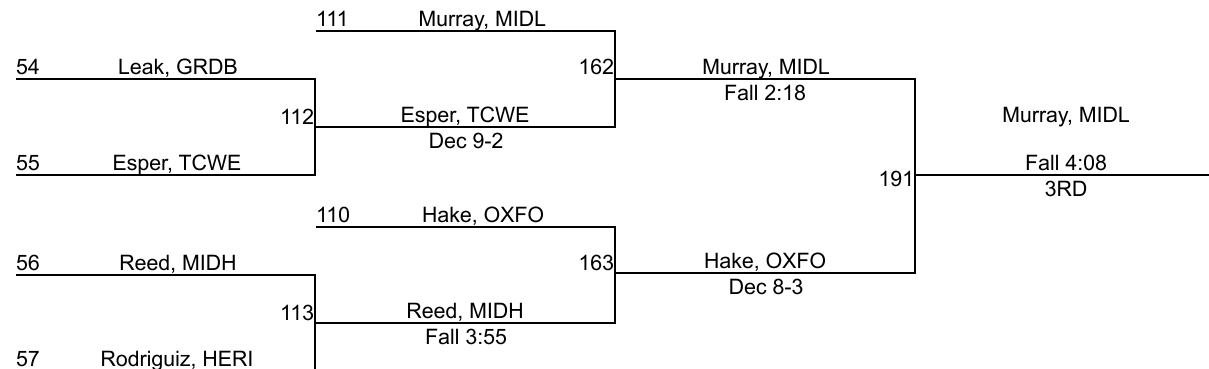 111 Murray, MIDL
54 Leak, GRDB
162 Murray, MIDL
Fall 2:18
112 Esper, TCWE
Dec 9-2
Murray, MIDL
55 Esper, TCWE
Fall 4:08
191
3RD
110 Hake, OXFO
56 Reed, MIDH
163 Hake, OXFO
Dec 8-3
113 Reed, MIDH
Fall 3:55
57 Rodriguiz, HERI